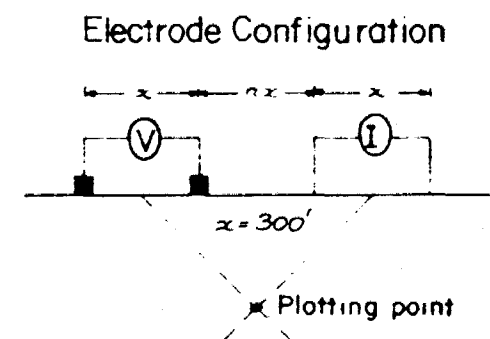 Electrode Configuration
x nx x
V I
x = 300'
Plotting point